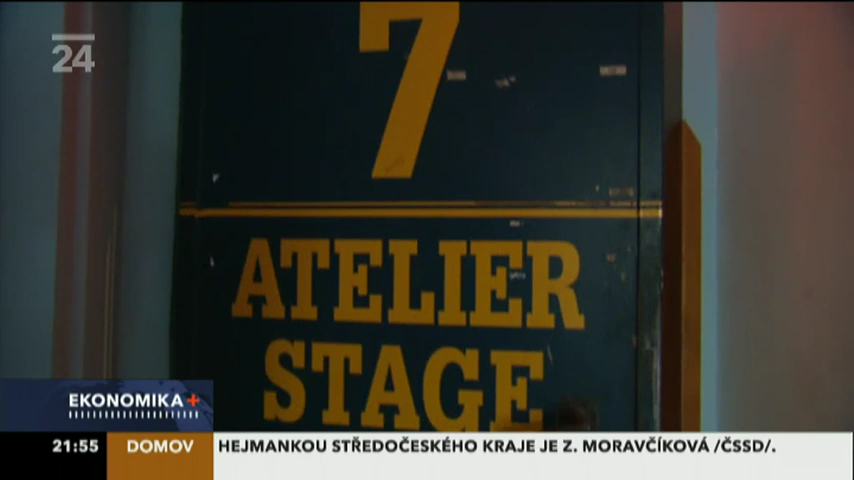 24
7
ATELIER
STAGE
EKONOMIKA+
21:55 DOMOV HEJMANKOU STŘEDOČESKÉHO KRAJE JE Z. MORAVČÍKOVÁ /ČSSD/.